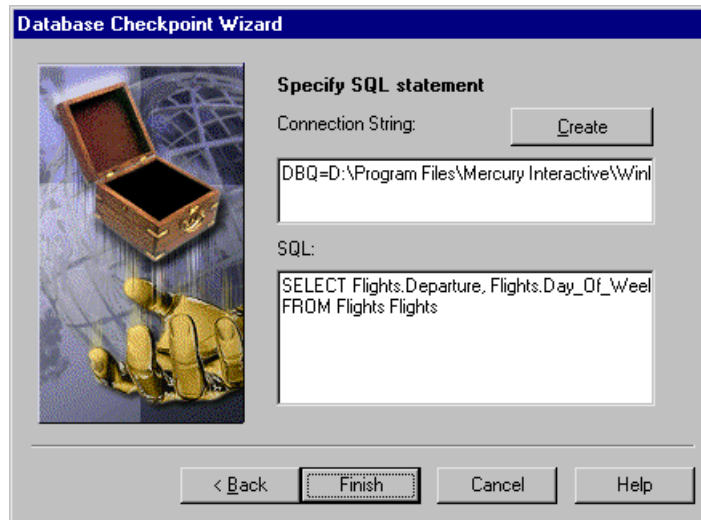 Database Checkpoint Wizard
Specify SQL statement
Connection String:
Create
DBQ=D:\Program Files\Mercury Interactive\Win
SQL:
SELECT Flights.Departure, Flights.Day_Of_Weel
FROM Flights Flights
< Back
Finish
Cancel
Help